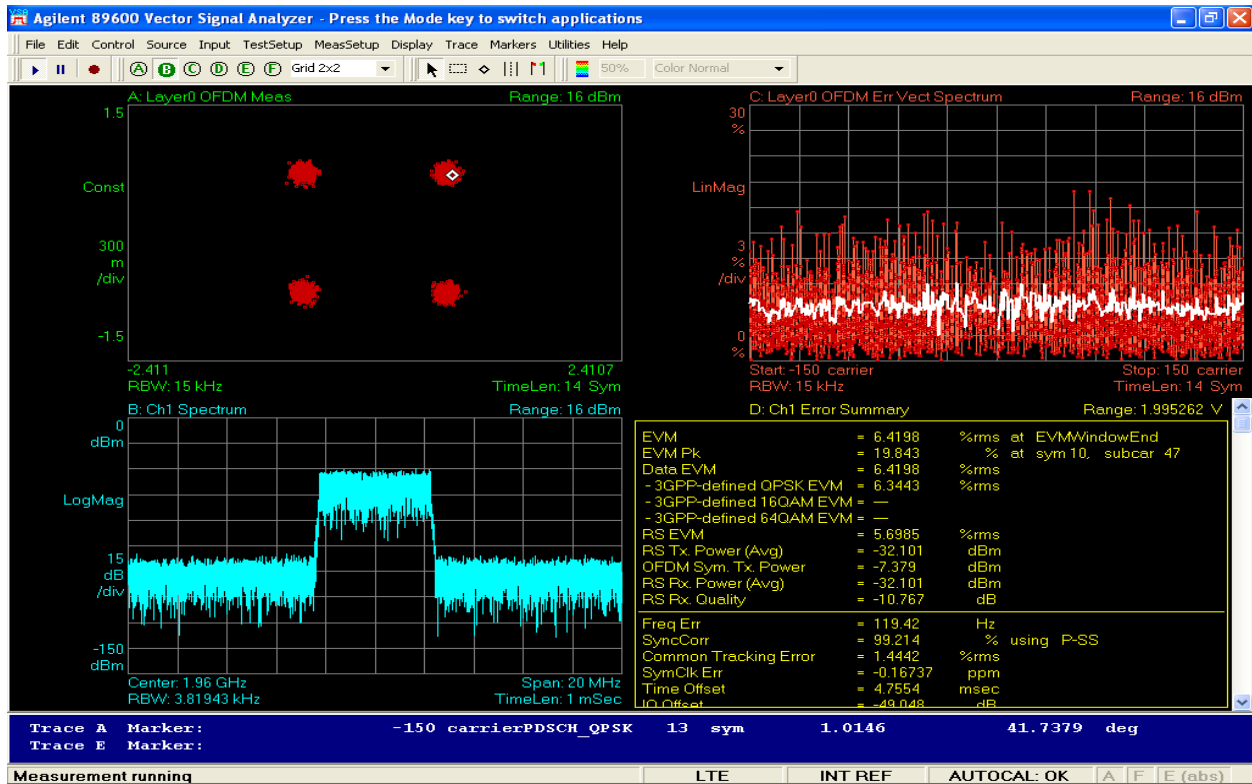 Agilent 89600 Vector Signal Analyzer - Press the Mode key to switch applications
File Edit Control Source Input TestSetup MeasSetup Display Trace Markers Utilities Help
A B C D E F Grid 2x2 50% Color Normal
A: Layer0 OFDM Meas Range: 16 dBm
1.5
Const
300
m
/div
-1.5
-2.411 2.4107
RBW: 15 kHz TimeLen: 14 Sym
C: Layer0 OFDM Err Vect Spectrum Range: 16 dBm
30
%
LinMag
3
%
/div
0
%
Start: -150 carrier Stop: 150 carrier
RBW: 15 kHz TimeLen: 14 Sym
B: Ch1 Spectrum Range: 16 dBm
0
dBm
LogMag
15
dB
/div
-150
dBm
Center: 1.96 GHz Span: 20 MHz
RBW: 3.81943 kHz TimeLen: 1 mSec
D: Ch1 Error Summary Range: 1.995262 V
EVM = 6.4198 %rms at EVMWindowEnd
EVM Pk = 19.843 % at sym 10, subcar 47
Data EVM = 6.4198 %rms
- 3GPP-defined QPSK EVM = 6.3443 %rms
- 3GPP-defined 16QAM EVM = —
- 3GPP-defined 64QAM EVM = —
RS EVM = 5.6985 %rms
RS Tx. Power (Avg) = -32.101 dBm
OFDM Sym. Tx. Power = -7.379 dBm
RS Rx. Power (Avg) = -32.101 dBm
RS Rx. Quality = -10.767 dB
Freq Err = 119.42 Hz
SyncCorr = 99.214 % using P-SS
Common Tracking Error = 1.4442 %rms
SymClk Err = -0.16737 ppm
Time Offset = 4.7554 msec
IQ Offset = -49.048 dB
Trace A Marker: -150 carrierPDSCH_QPSK 13 sym 1.0146 41.7379 deg
Trace E Marker:
Measurement running LTE INT REF AUTOCAL: OK A F E (abs)